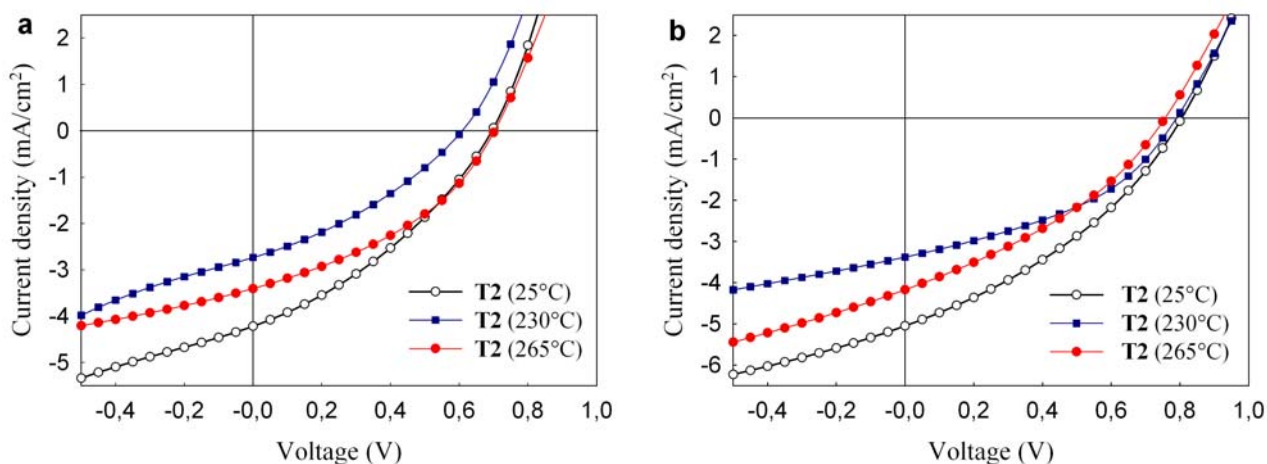 a
Current density (mA/cm²)
2
1
0
-1
-2
-3
-4
-5
-0,4 -0,2 -0,0 0,2 0,4 0,6 0,8 1,0
Voltage (V)
T2 (25°C)
T2 (230°C)
T2 (265°C)
b
Current density (mA/cm²)
2
1
0
-1
-2
-3
-4
-5
-6
-0,4 -0,2 -0,0 0,2 0,4 0,6 0,8 1,0
Voltage (V)
T2 (25°C)
T2 (230°C)
T2 (265°C)